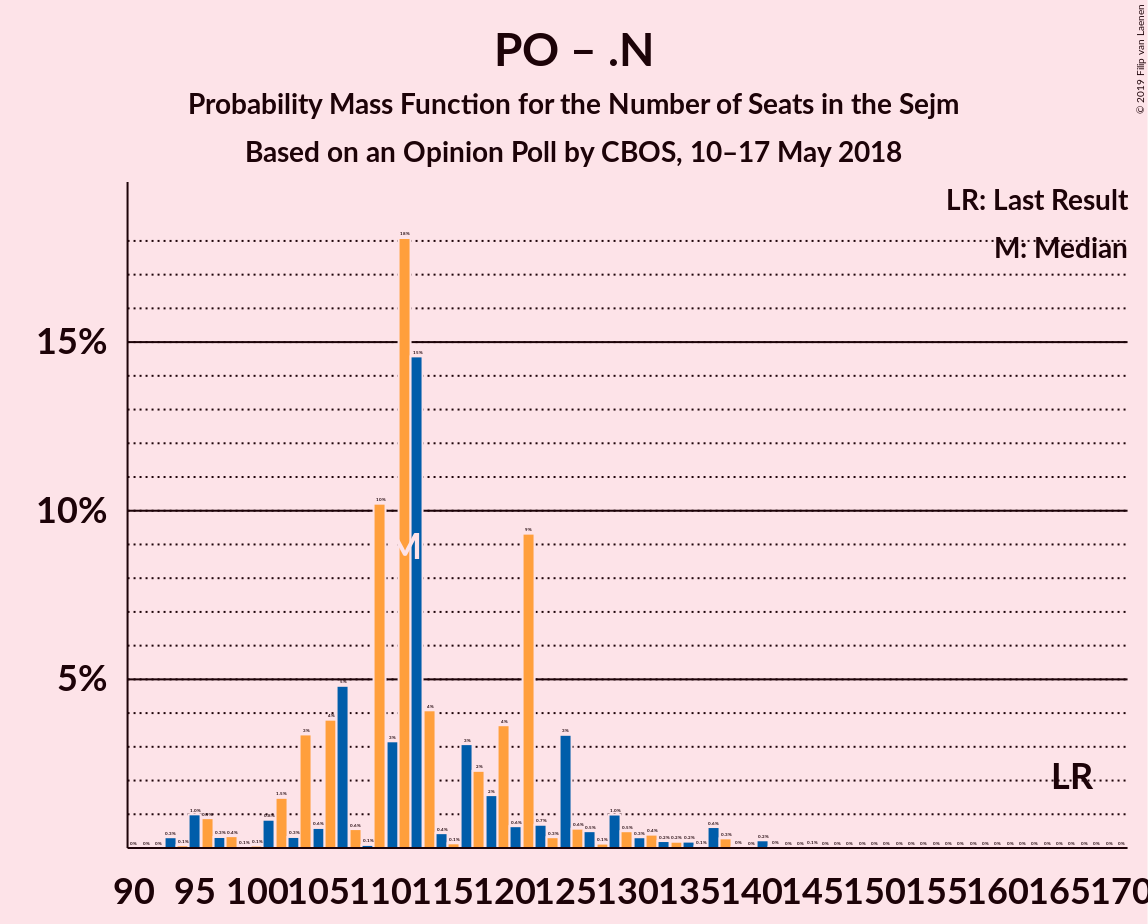 PO – .N
Probability Mass Function for the Number of Seats in the Sejm
Based on an Opinion Poll by CBOS, 10–17 May 2018
© 2019 Filip van Laenen
LR: Last Result
M: Median
15%
10%
5%
M
LR
90 95 100 105 110 115 120 125 130 135 140 145 150 155 160 165 170